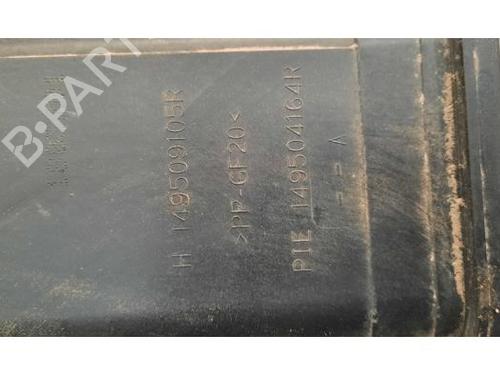 B-PARTS
H 149509105R
>PP-GF20<
PIE 149504164R
-- A